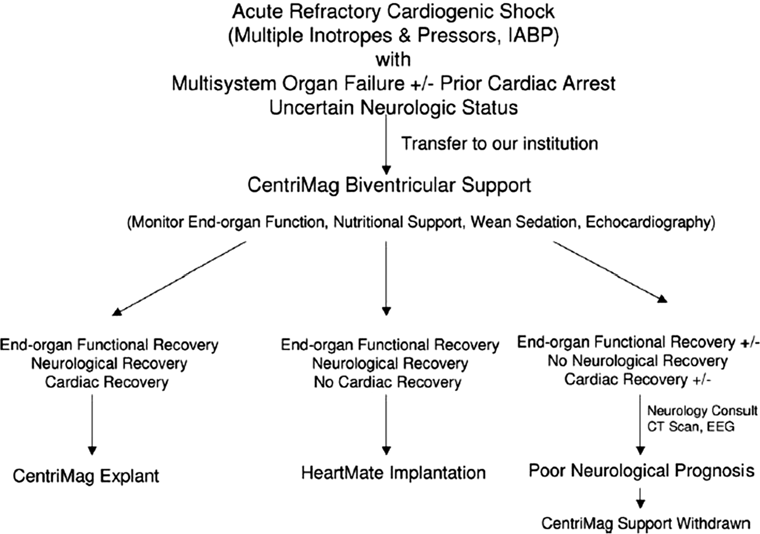 Acute Refractory Cardiogenic Shock
(Multiple Inotropes & Pressors, IABP)
with
Multisystem Organ Failure +/- Prior Cardiac Arrest
Uncertain Neurologic Status
Transfer to our institution
CentriMag Biventricular Support
(Monitor End-organ Function, Nutritional Support, Wean Sedation, Echocardiography)
End-organ Functional Recovery
Neurological Recovery
Cardiac Recovery
CentriMag Explant
End-organ Functional Recovery
Neurological Recovery
No Cardiac Recovery
HeartMate Implantation
End-organ Functional Recovery +/-
No Neurological Recovery
Cardiac Recovery +/-
Neurology Consult
CT Scan, EEG
Poor Neurological Prognosis
CentriMag Support Withdrawn